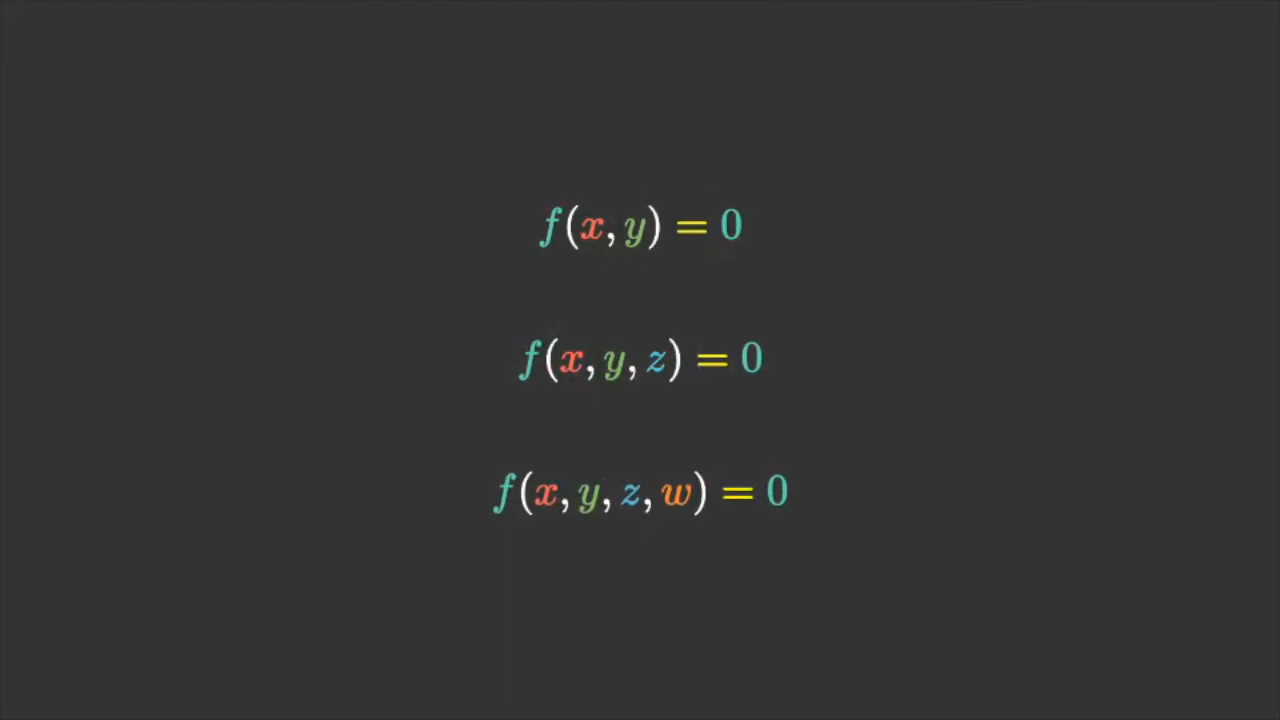 f(x, y) = 0
f(x, y, z) = 0
f(x, y, z, w) = 0